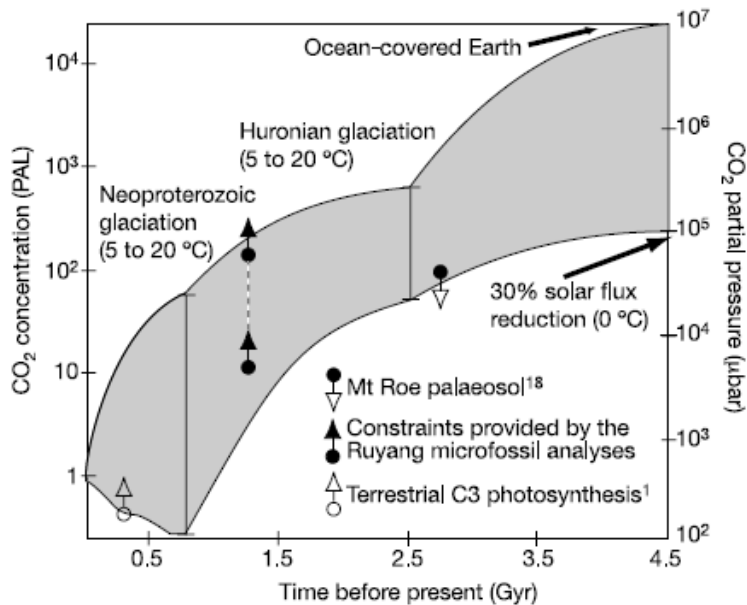 Ocean-covered Earth
Huronian glaciation
(5 to 20 ºC)
Neoproterozoic
glaciation
(5 to 20 ºC)
30% solar flux
reduction (0 ºC)
Mt Roe palaeosol18
Constraints provided by the
Ruyang microfossil analyses
Terrestrial C3 photosynthesis1
CO2 concentration (PAL)
104
103
102
10
1
CO2 partial pressure (μbar)
107
106
105
104
103
102
0.5 1.5 2.5 3.5 4.5
Time before present (Gyr)